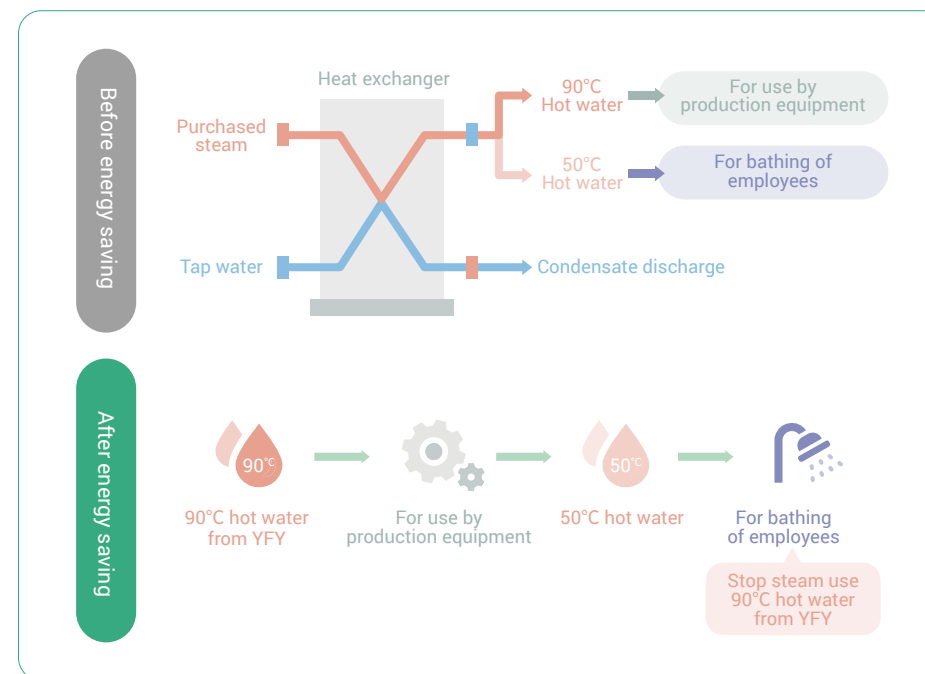 Before energy saving
Heat exchanger
Purchased
steam
Tap water
90°C
Hot water
For use by
production equipment
50°C
Hot water
For bathing of
employees
Condensate discharge
After energy saving
90°C
90°C hot water
from YFY
For use by
production equipment
50°C
50°C hot water
For bathing
of employees
Stop steam use
90°C hot water
from YFY